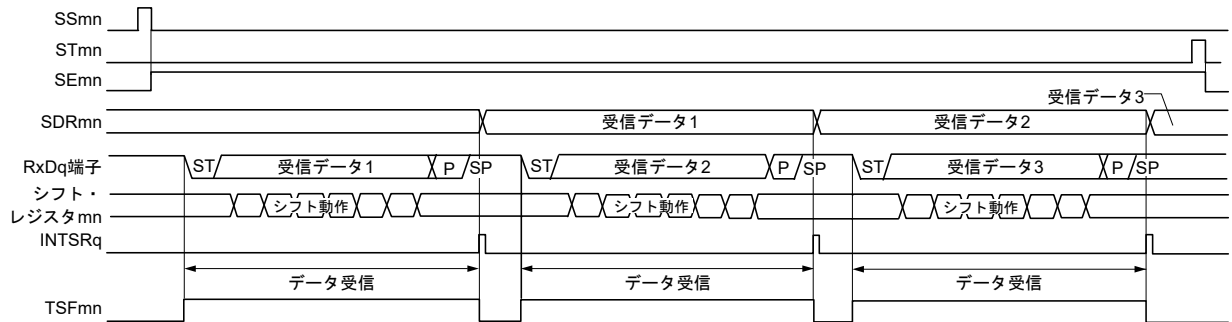 SSmn
STmn
SEmn
受信データ3
SDRmn 受信データ1 受信データ2
RxDq端子 ST 受信データ1 P SP ST 受信データ2 P SP ST 受信データ3 P SP
シフト・
レジスタmn シフト動作 シフト動作 シフト動作
INTSRq
データ受信 データ受信 データ受信
TSFmn